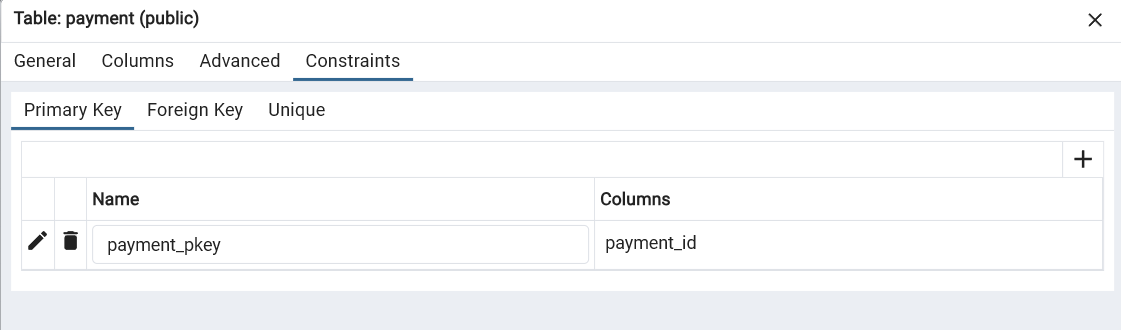 Table: payment (public)
General Columns Advanced Constraints
Primary Key Foreign Key Unique
Name Columns
payment_pkey payment_id